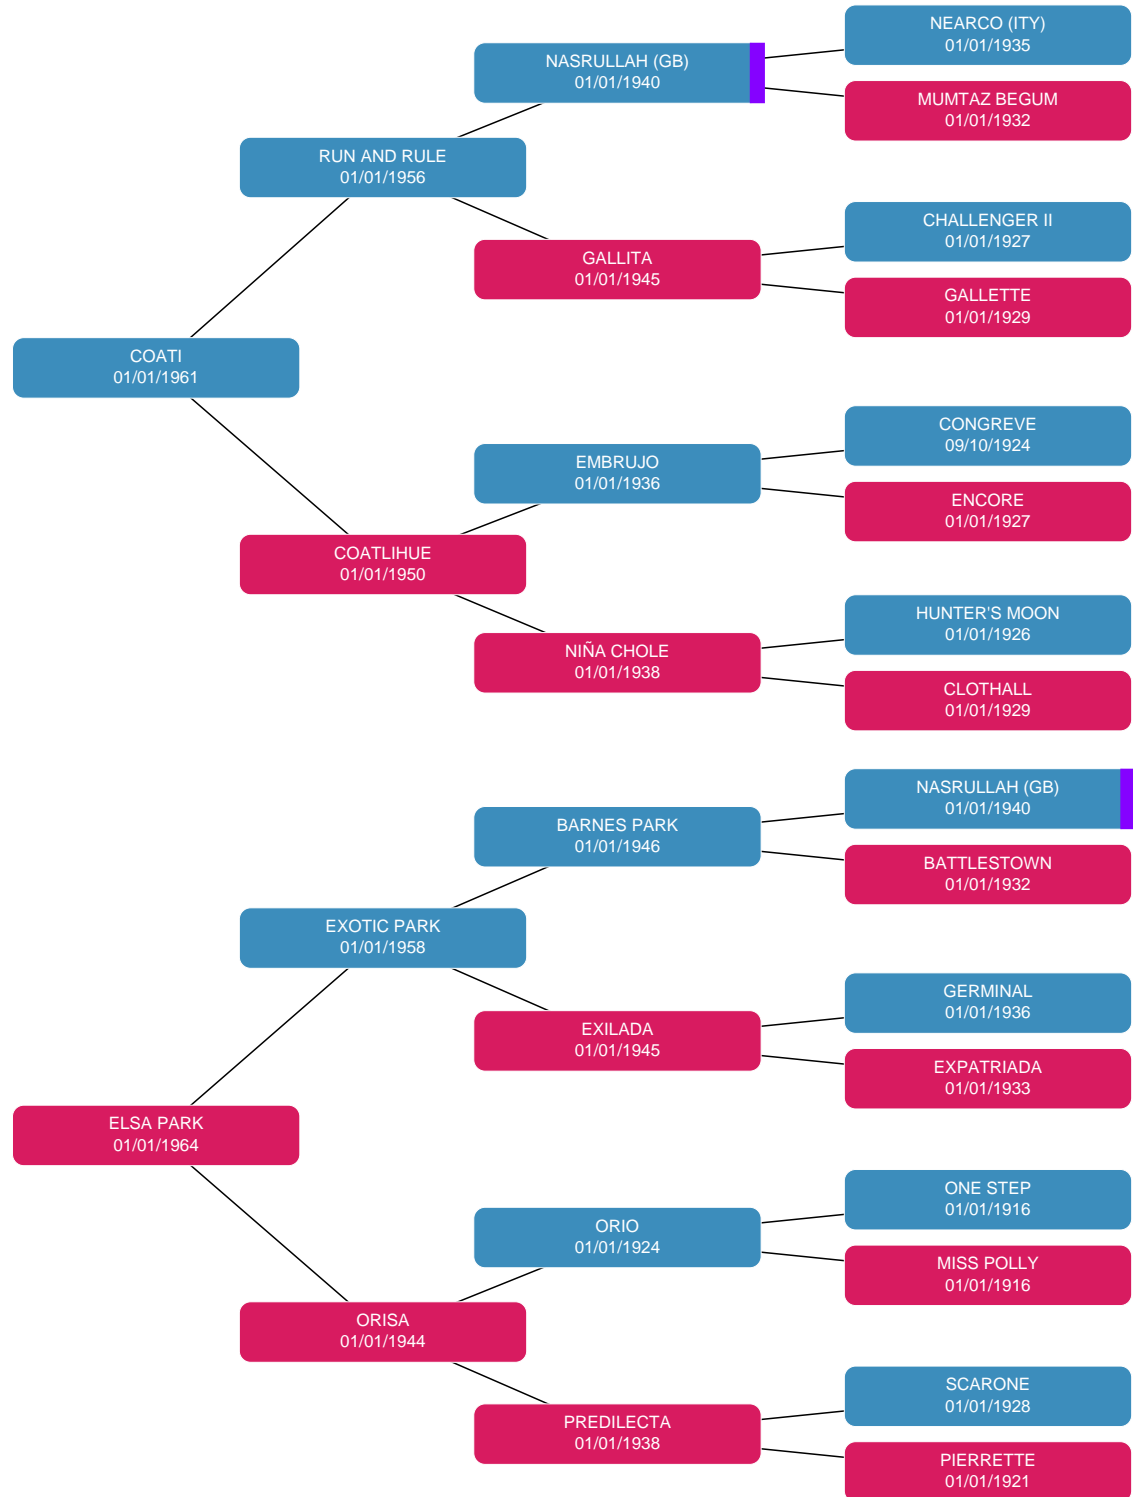 NEARCO (ITY)
01/01/1935
NASRULLAH (GB)
01/01/1940
MUMTAZ BEGUM
01/01/1932
RUN AND RULE
01/01/1956
CHALLENGER II
01/01/1927
GALLITA
01/01/1945
GALLETTE
01/01/1929
COATI
01/01/1961
CONGREVE
09/10/1924
EMBRUJO
01/01/1936
ENCORE
01/01/1927
COATLIHUE
01/01/1950
HUNTER'S MOON
01/01/1926
NIÑA CHOLE
01/01/1938
CLOTHALL
01/01/1929
NASRULLAH (GB)
01/01/1940
BARNES PARK
01/01/1946
BATTLESTOWN
01/01/1932
EXOTIC PARK
01/01/1958
GERMINAL
01/01/1936
EXILADA
01/01/1945
EXPATRIADA
01/01/1933
ELSA PARK
01/01/1964
ONE STEP
01/01/1916
ORIO
01/01/1924
MISS POLLY
01/01/1916
ORISA
01/01/1944
SCARONE
01/01/1928
PREDILECTA
01/01/1938
PIERRETTE
01/01/1921